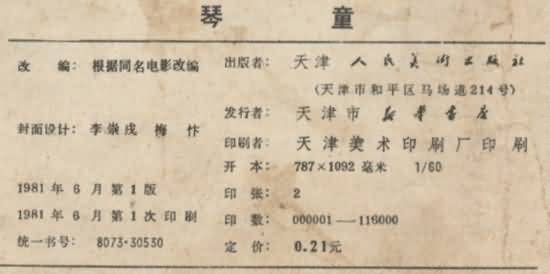 琴童
改编：根据同名电影改编
封面设计：李崇戌 梅忭
1981年6月第1版
1981年6月第1次印刷
统一书号：8073·30530
出版者：天津人民美術出版社
(天津市和平区马场道214号)
发行者：天津市新華書店
印刷者：天津美术印刷厂印刷
开本：787×1092毫米 1/60
印张：2
印数：000001—116000
定价：0.21元